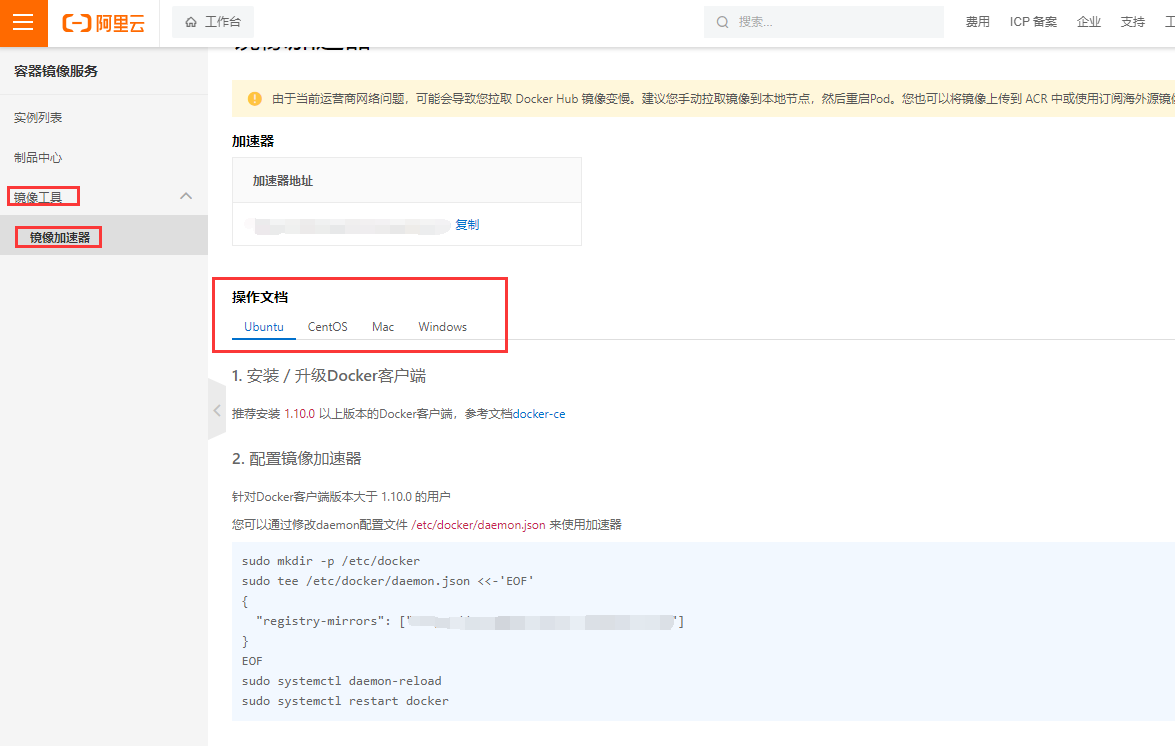 阿里云
工作台
搜索...
费用
ICP 备案
企业
支持
容器镜像服务
实例列表
制品中心
镜像工具
镜像加速器
镜像加速器
由于当前运营商网络问题，可能会导致您拉取 Docker Hub 镜像变慢。建议您手动拉取镜像到本地节点，然后重启Pod。您也可以将镜像上传到 ACR 中或使用订阅海外源镜像
加速器
加速器地址
复制
操作文档
Ubuntu CentOS Mac Windows
1. 安装 / 升级Docker客户端
推荐安装 1.10.0 以上版本的Docker客户端，参考文档docker-ce
2. 配置镜像加速器
针对Docker客户端版本大于 1.10.0 的用户
您可以通过修改daemon配置文件 /etc/docker/daemon.json 来使用加速器
sudo mkdir -p /etc/docker
sudo tee /etc/docker/daemon.json <<-'EOF'
{
"registry-mirrors": [" "]
}
EOF
sudo systemctl daemon-reload
sudo systemctl restart docker